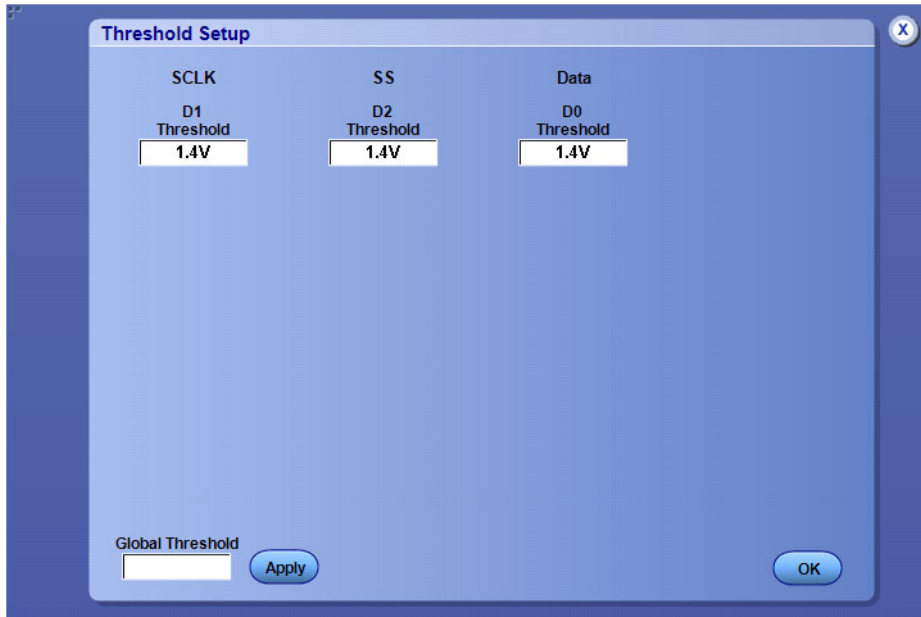 Threshold Setup
X
SCLK SS Data
D1 D2 D0
Threshold Threshold Threshold
1.4V 1.4V 1.4V
Global Threshold
Apply
OK